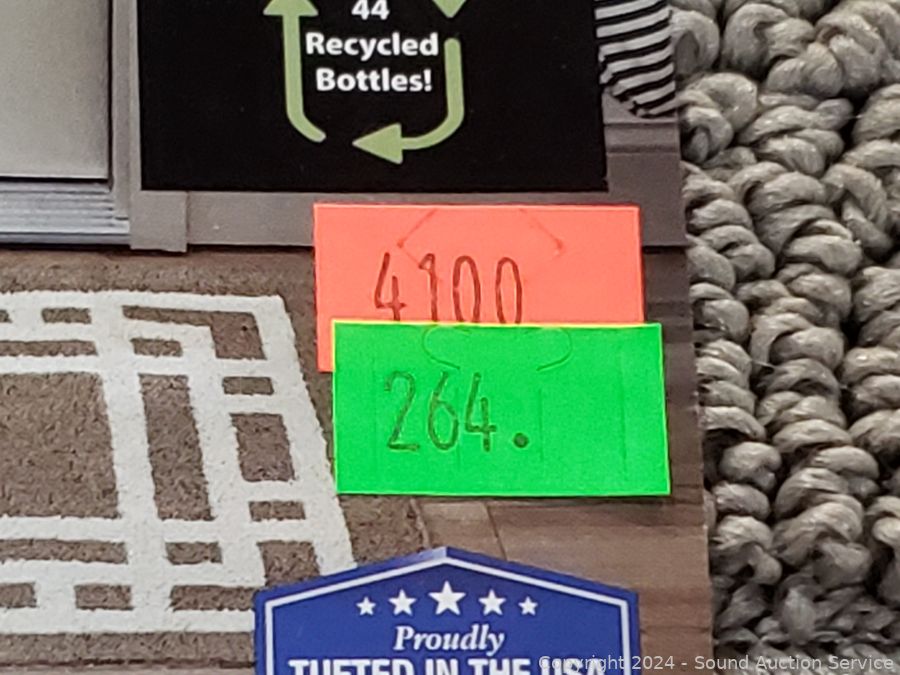 44
Recycled
Bottles!
4100
264.
Proudly
TUFTED IN THE USA
Copyright 2024 - Sound Auction Service